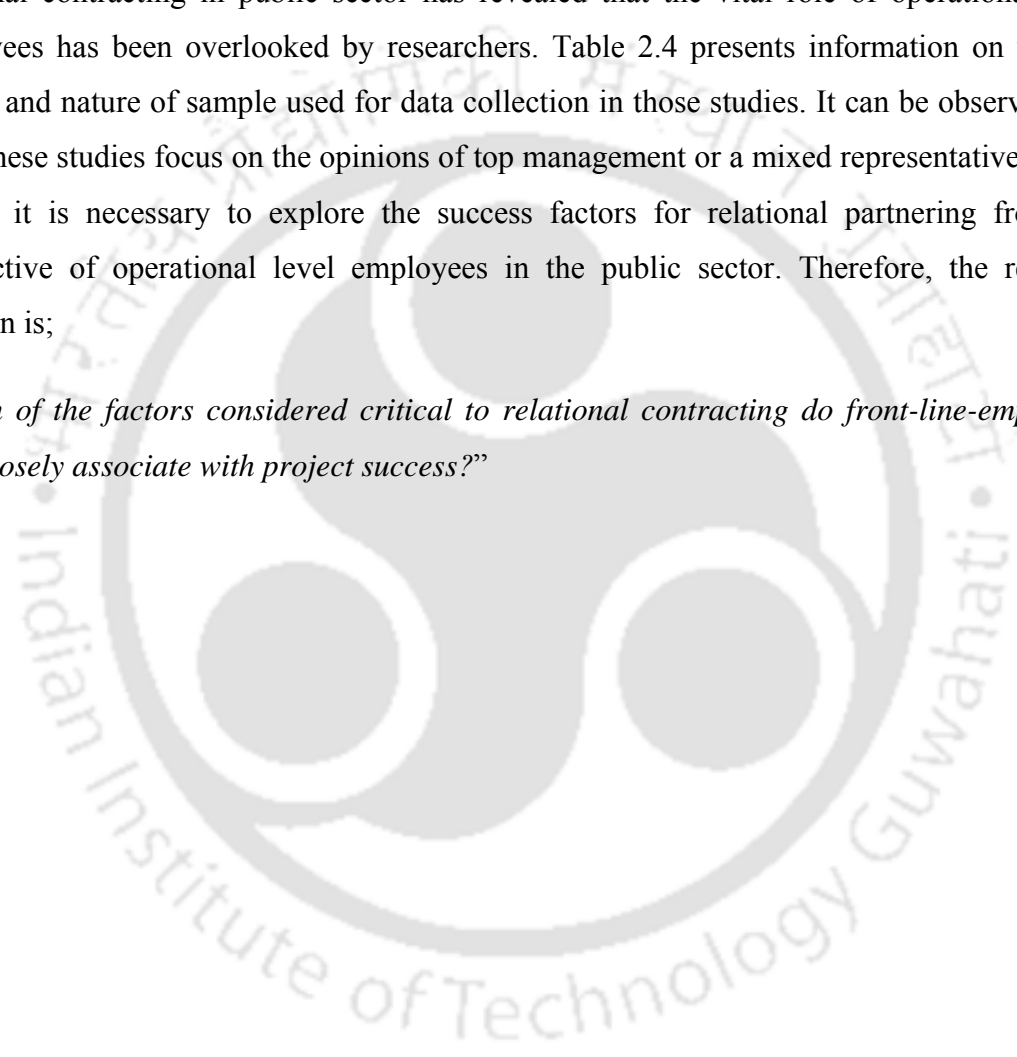 nal contracting in public sector has revealed that the vital role of operational
yees has been overlooked by researchers. Table 2.4 presents information on
and nature of sample used for data collection in those studies. It can be observ
hese studies focus on the opinions of top management or a mixed representative
it is necessary to explore the success factors for relational partnering fr
ctive of operational level employees in the public sector. Therefore, the r
n is;
of the factors considered critical to relational contracting do front-line-emp
osely associate with project success?”
Indian Institute of Technology Guwahati